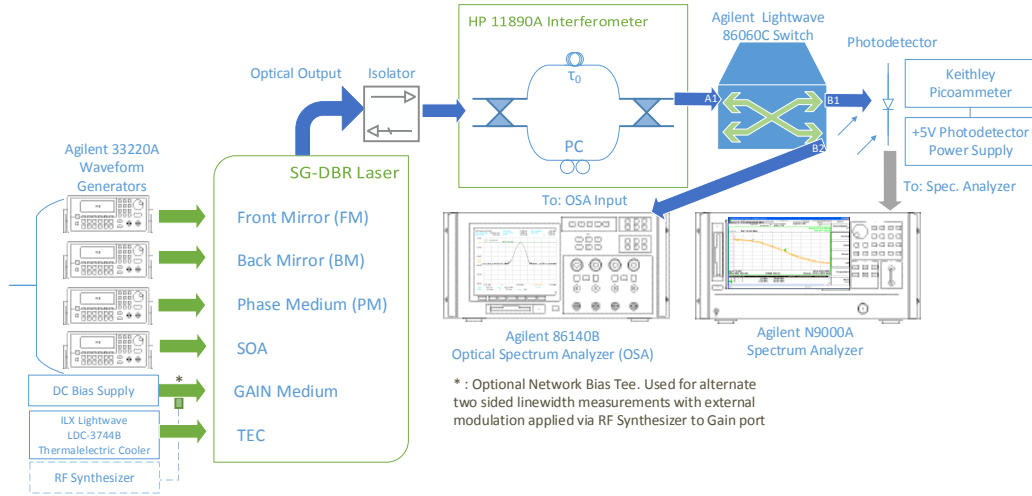 HP 11890A Interferometer
Agilent Lightwave
86060C Switch
Photodetector
Optical Output
Isolator
τ0
PC
A1
B1
B2
Keithley
Picoammeter
+5V Photodetector
Power Supply
Agilent 33220A
Waveform
Generators
SG-DBR Laser
To: OSA Input
To: Spec. Analyzer
Front Mirror (FM)
Back Mirror (BM)
Phase Medium (PM)
SOA
GAIN Medium
TEC
DC Bias Supply
*
ILX Lightwave
LDC-3744B
Thermalelectric Cooler
RF Synthesizer
Agilent 86140B
Optical Spectrum Analyzer (OSA)
Agilent N9000A
Spectrum Analyzer
* : Optional Network Bias Tee. Used for alternate
two sided linewidth measurements with external
modulation applied via RF Synthesizer to Gain port